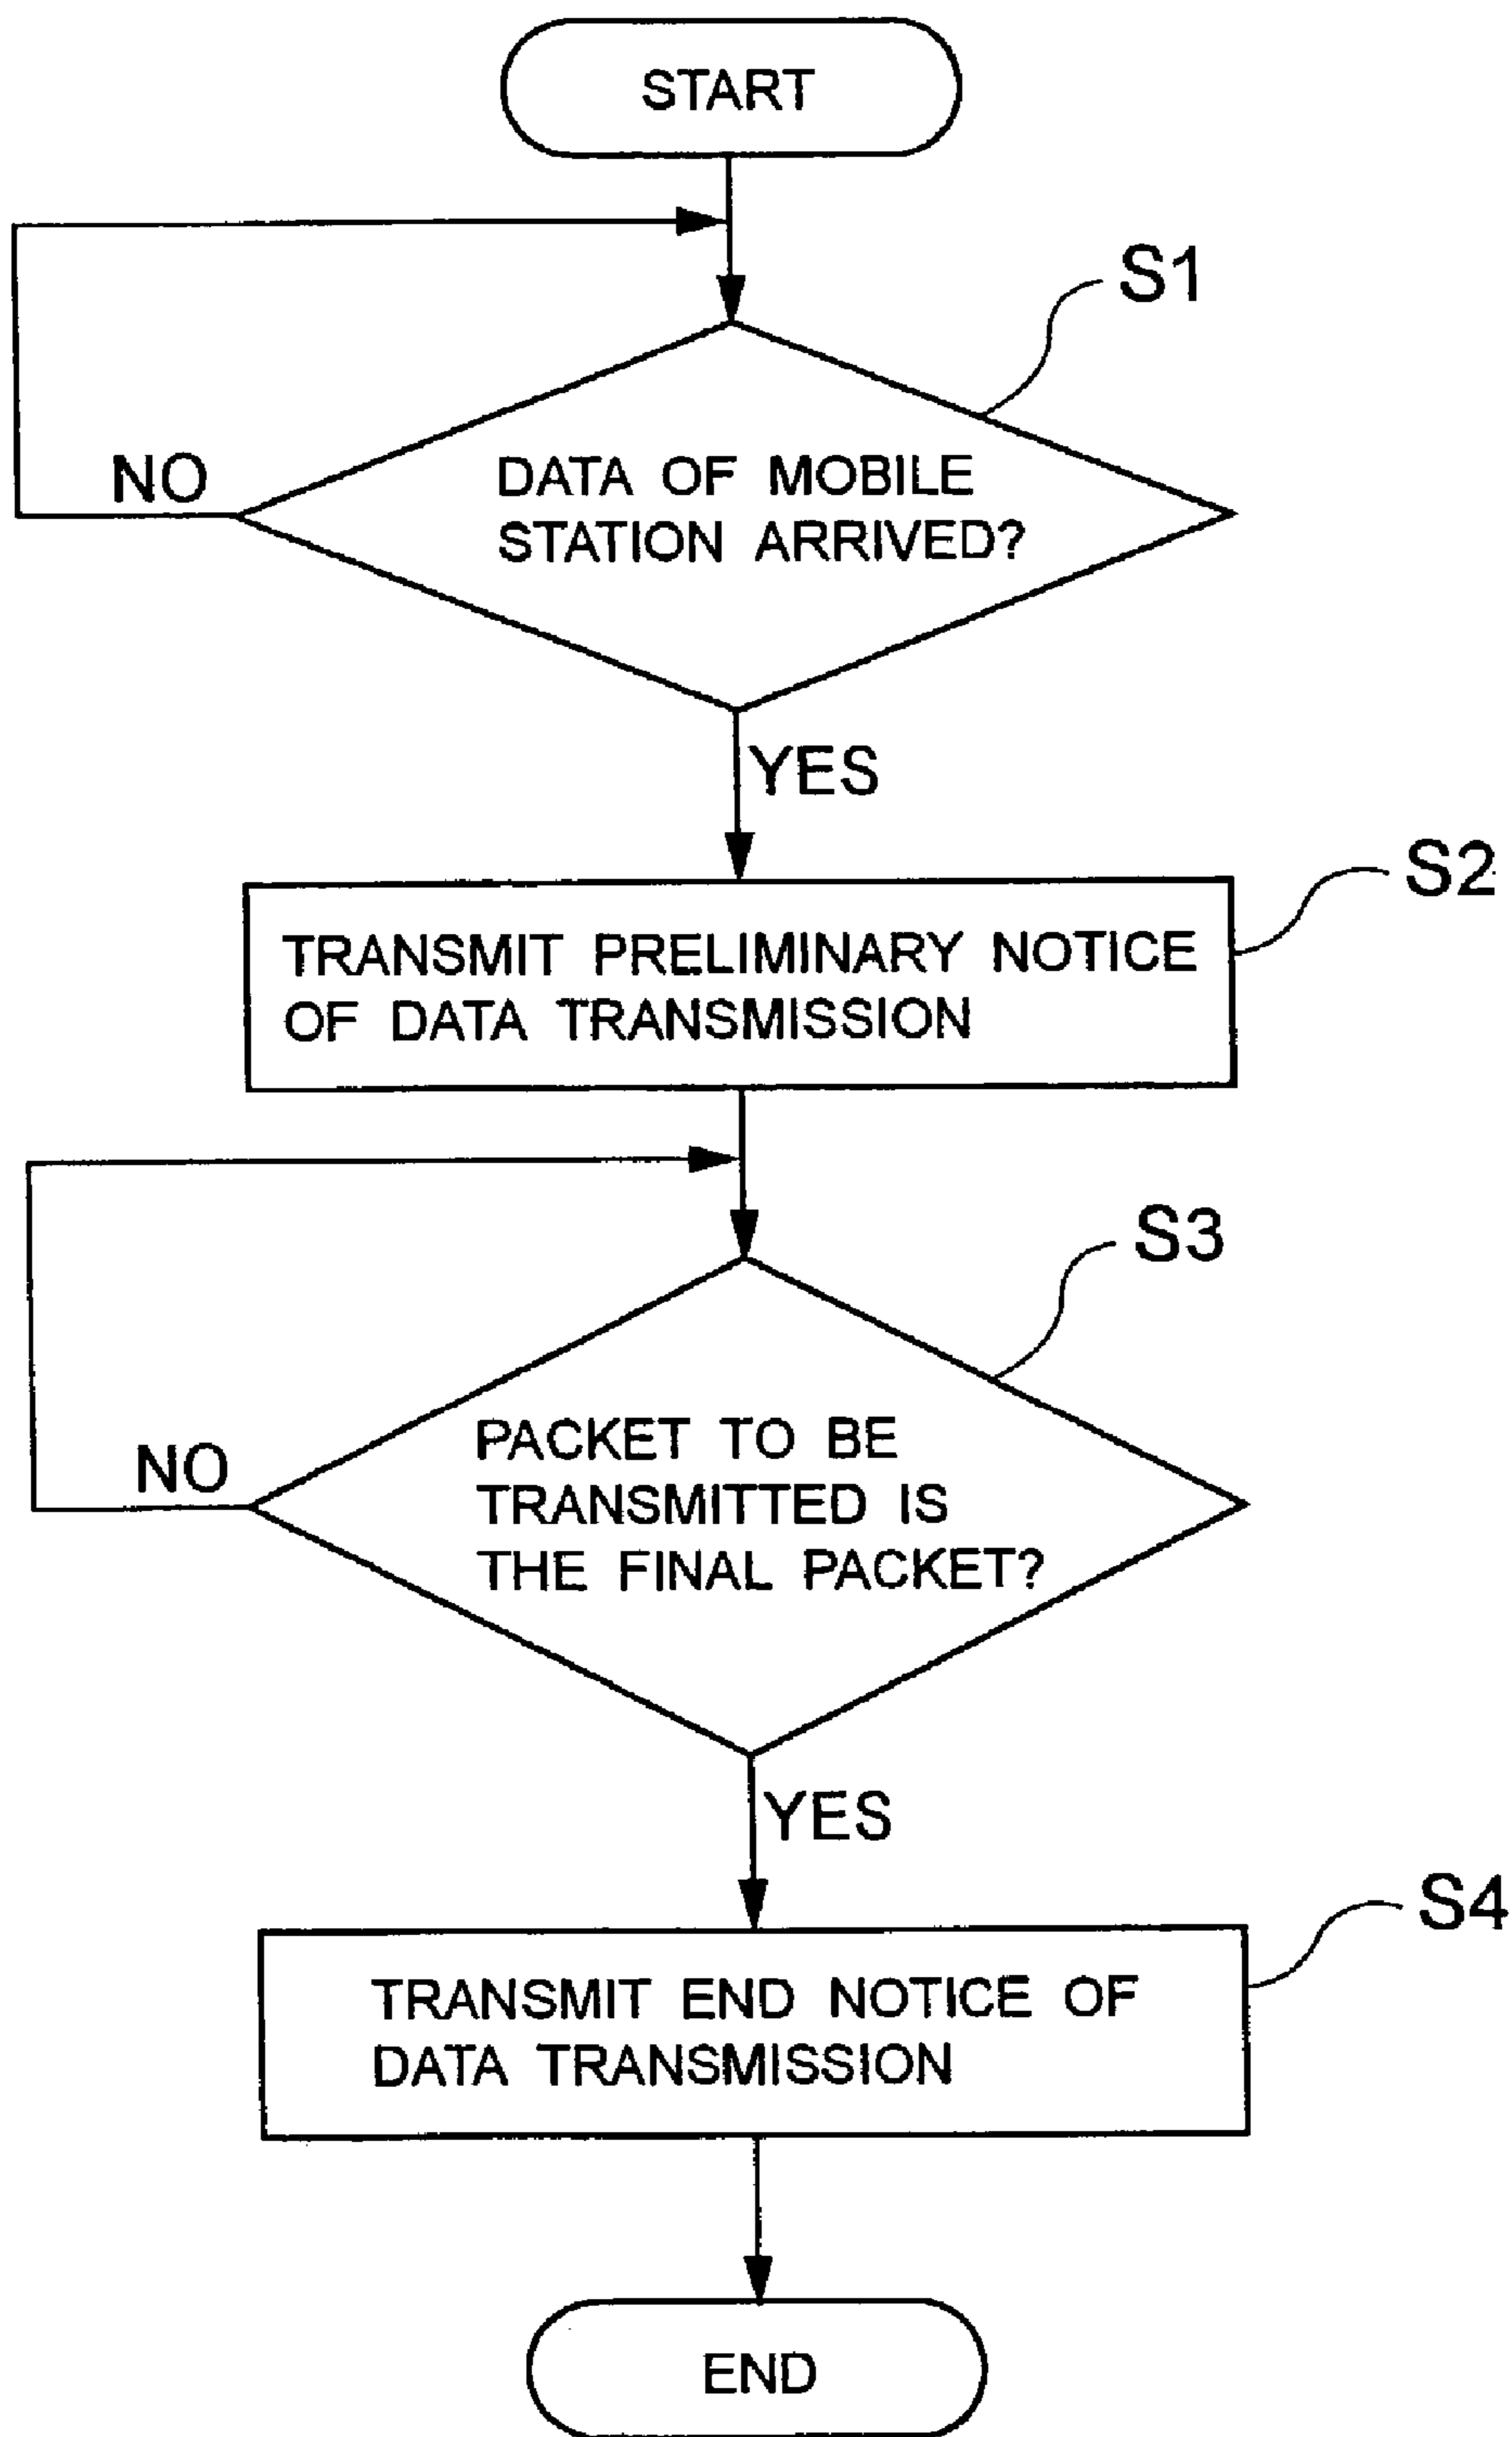 START
S1
DATA OF MOBILE
STATION ARRIVED?
NO
YES
S2
TRANSMIT PRELIMINARY NOTICE
OF DATA TRANSMISSION
S3
PACKET TO BE
TRANSMITTED IS
THE FINAL PACKET?
NO
YES
S4
TRANSMIT END NOTICE OF
DATA TRANSMISSION
END